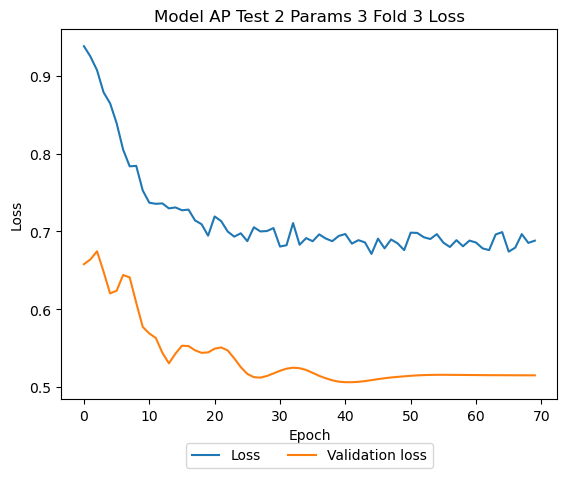 Model AP Test 2 Params 3 Fold 3 Loss
0.9
0.8
0.7
0.6
0.5
Loss
0 10 20 30 40 50 60 70
Epoch
Loss Validation loss